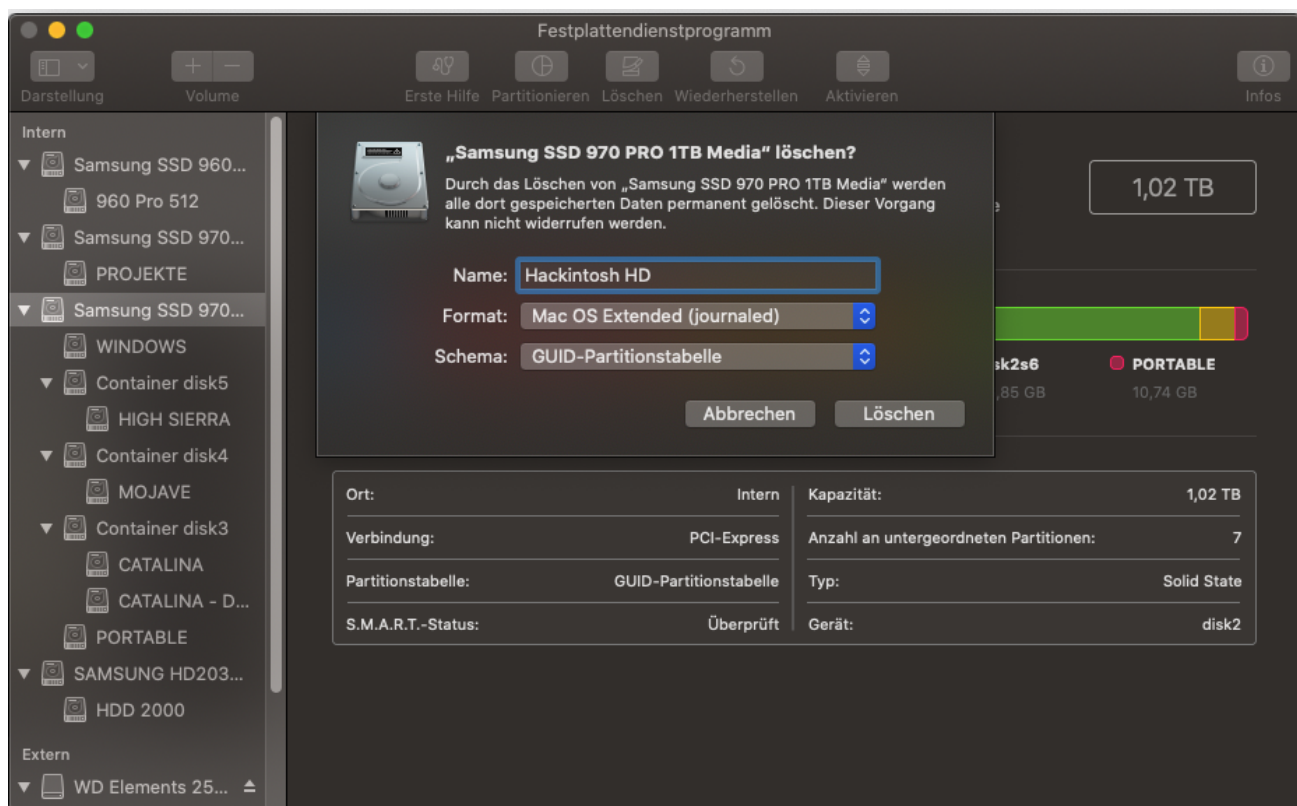 Festplattendienstprogramm
Darstellung Volume Erste Hilfe Partitionieren Löschen Wiederherstellen Aktivieren Infos
Intern
Samsung SSD 960...
960 Pro 512
Samsung SSD 970...
PROJEKTE
Samsung SSD 970...
WINDOWS
Container disk5
HIGH SIERRA
Container disk4
MOJAVE
Container disk3
CATALINA
CATALINA - D...
PORTABLE
SAMSUNG HD203...
HDD 2000
Extern
WD Elements 25...
„Samsung SSD 970 PRO 1TB Media“ löschen?
Durch das Löschen von „Samsung SSD 970 PRO 1TB Media“ werden
alle dort gespeicherten Daten permanent gelöscht. Dieser Vorgang
kann nicht widerrufen werden.
Name: Hackintosh HD
Format: Mac OS Extended (journaled)
Schema: GUID-Partitionstabelle
Abbrechen Löschen
1,02 TB
sk2s6 PORTABLE
,85 GB 10,74 GB
Ort: Intern Kapazität: 1,02 TB
Verbindung: PCI-Express Anzahl an untergeordneten Partitionen: 7
Partitionstabelle: GUID-Partitionstabelle Typ: Solid State
S.M.A.R.T.-Status: Überprüft Gerät: disk2